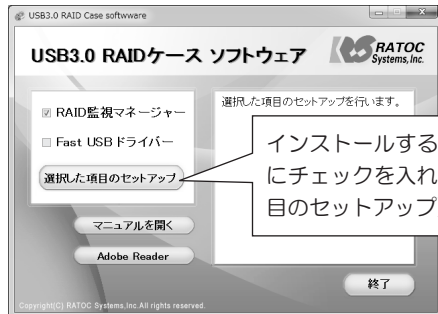 USB3.0 RAID Case softwware
USB3.0 RAIDケース ソフトウェア
RATOC
Systems, Inc.
RAID監視マネージャー
Fast USB ドライバー
選択した項目のセットアップ
選択した項目のセットアップを行います。
インストールする
にチェックを入れ
目のセットアップ
マニュアルを開く
Adobe Reader
終了
Copyright(C) RATOC Systems,Inc.All rights reserved.